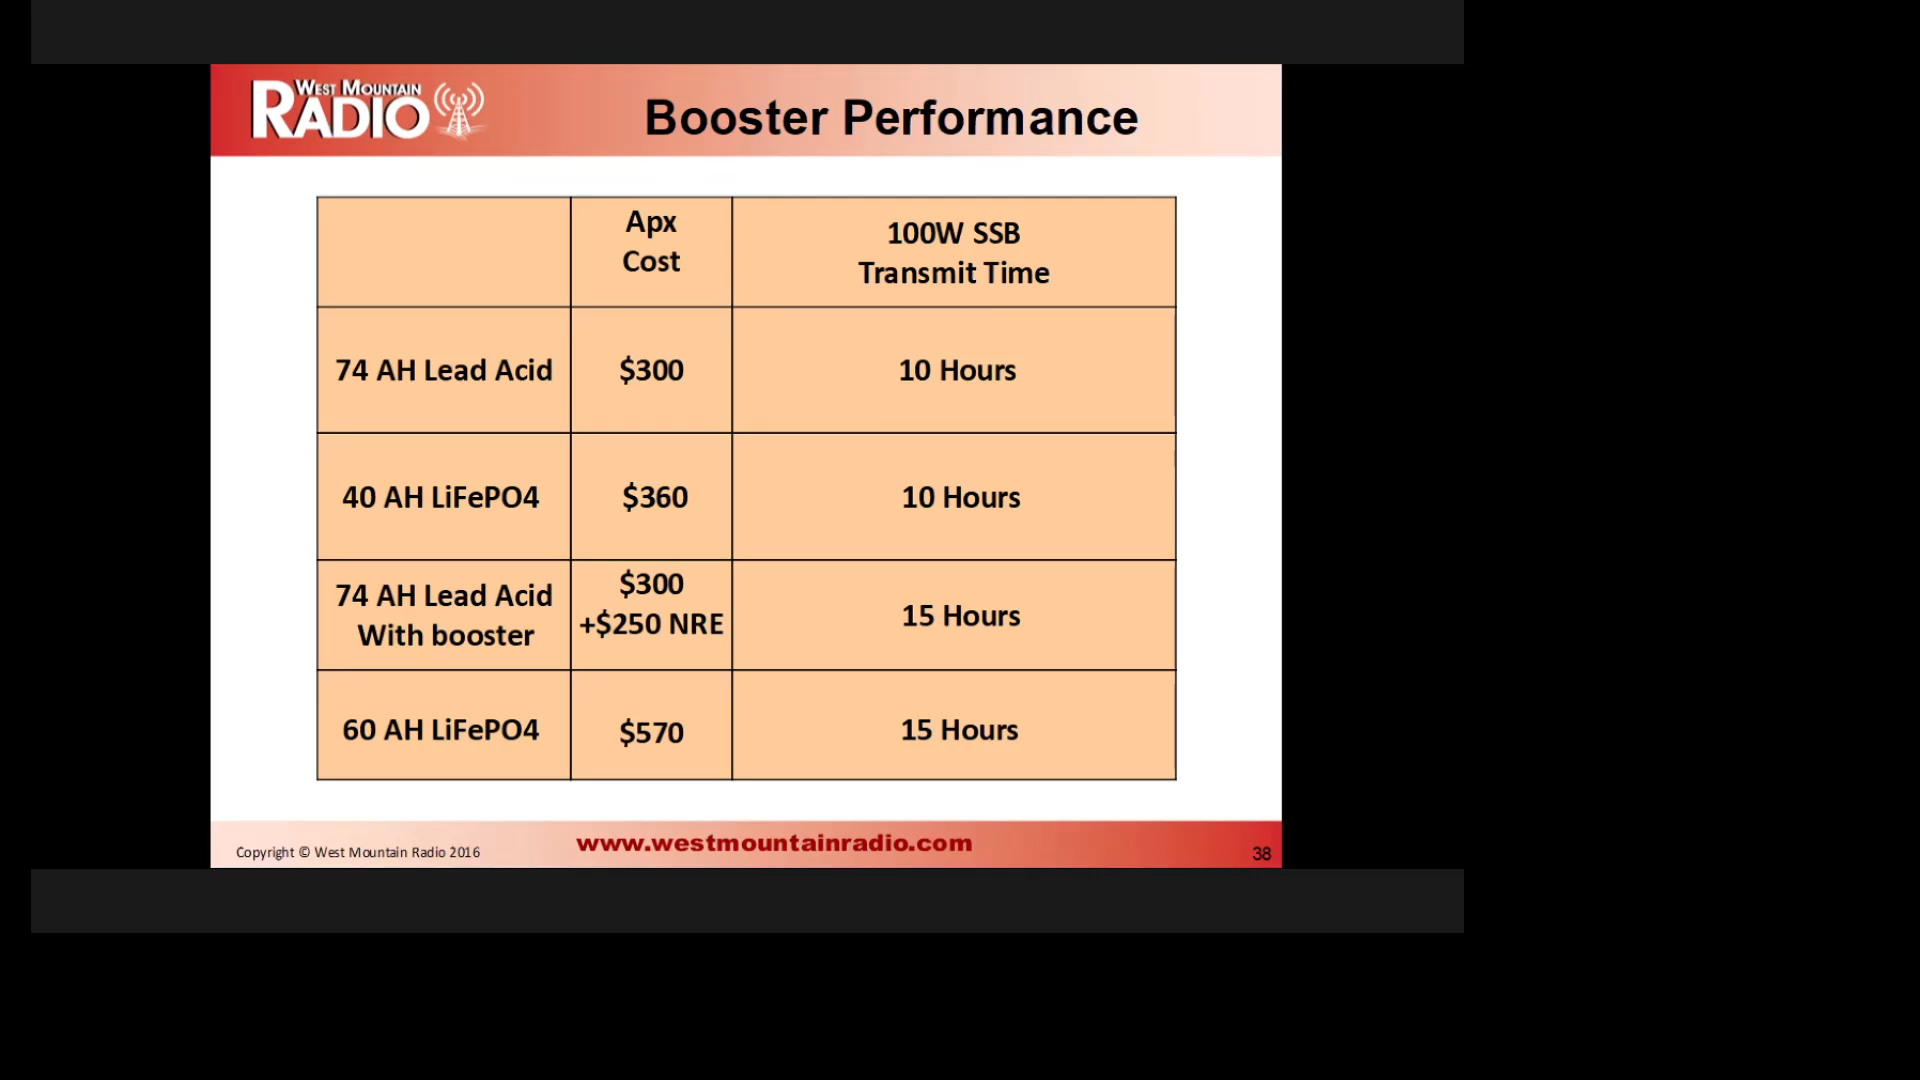 WEST MOUNTAIN
RADIO
Booster Performance
Apx
Cost
100W SSB
Transmit Time
74 AH Lead Acid
$300
10 Hours
40 AH LiFePO4
$360
10 Hours
74 AH Lead Acid
With booster
$300
+$250 NRE
15 Hours
60 AH LiFePO4
$570
15 Hours
Copyright © West Mountain Radio 2016
www.westmountainradio.com
38